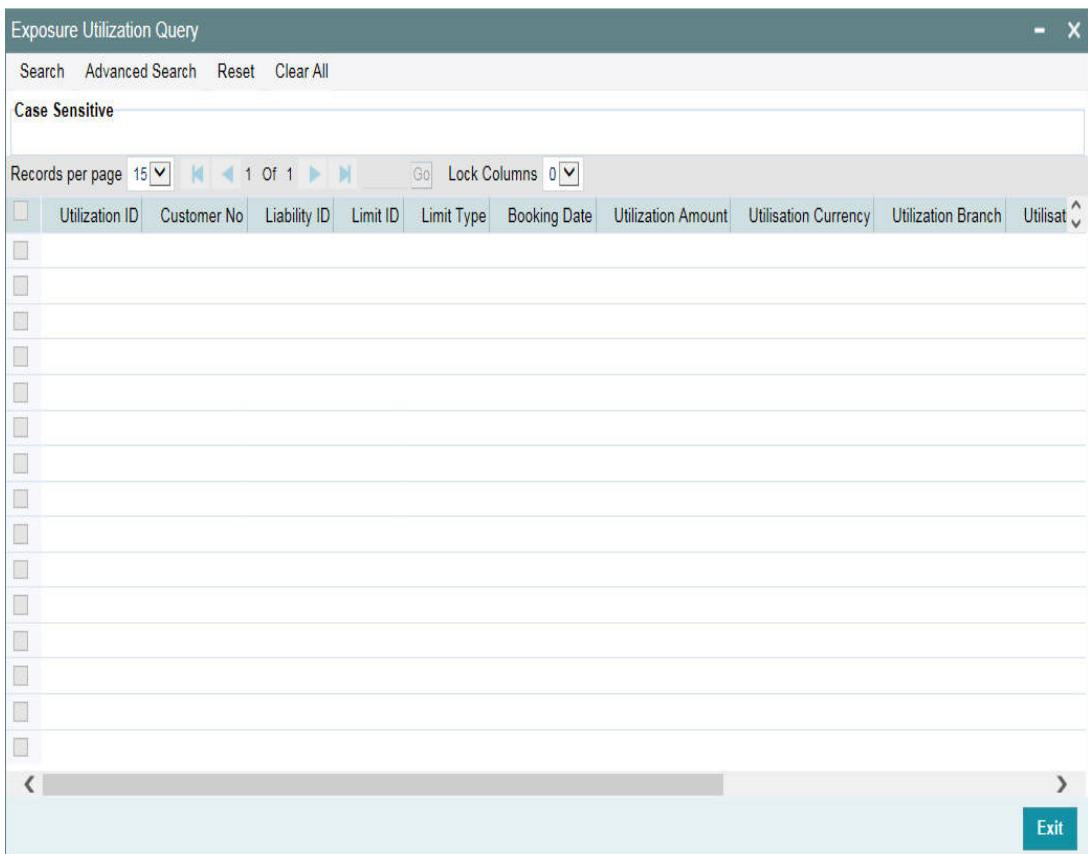 Exposure Utilization Query
Search Advanced Search Reset Clear All
Case Sensitive
Records per page 15 1 Of 1 Go Lock Columns 0
Utilization ID Customer No Liability ID Limit ID Limit Type Booking Date Utilization Amount Utilisation Currency Utilization Branch Utilisat
Exit